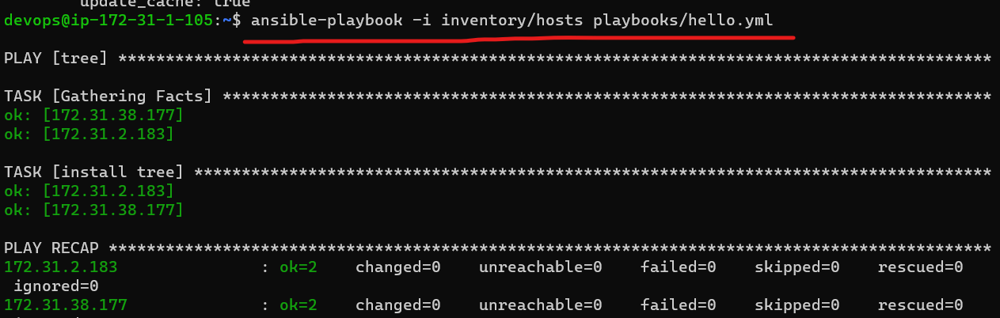 update_cache: true
devops@ip-172-31-1-105:~$ ansible-playbook -i inventory/hosts playbooks/hello.yml
PLAY [tree] ********************************************************************************************
TASK [Gathering Facts] *********************************************************************************
ok: [172.31.38.177]
ok: [172.31.2.183]
TASK [install tree] ************************************************************************************
ok: [172.31.2.183]
ok: [172.31.38.177]
PLAY RECAP *********************************************************************************************
172.31.2.183               : ok=2    changed=0    unreachable=0    failed=0    skipped=0    rescued=0
 ignored=0
172.31.38.177              : ok=2    changed=0    unreachable=0    failed=0    skipped=0    rescued=0